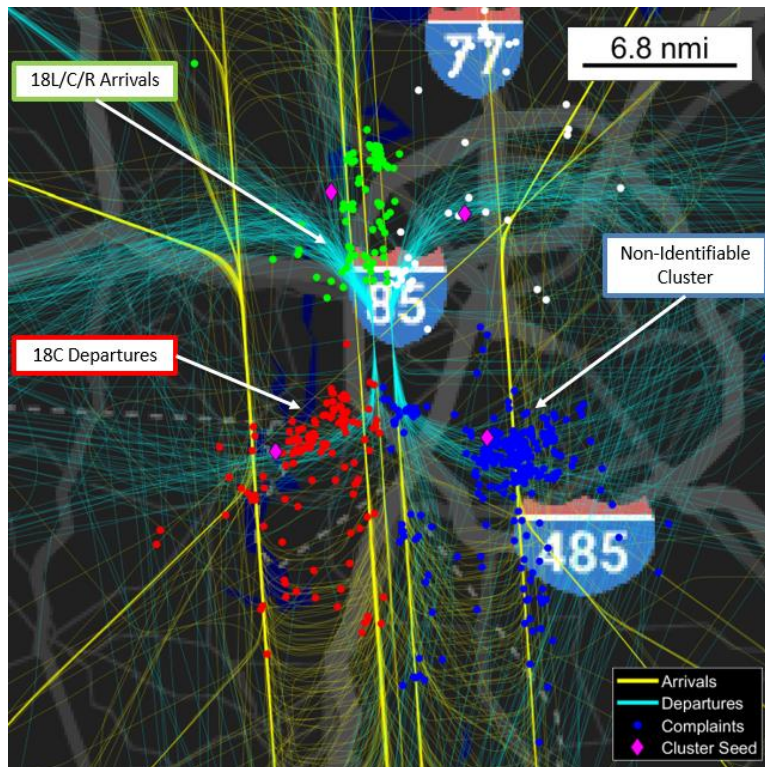 77
6.8 nmi
18L/C/R Arrivals
Non-Identifiable
Cluster
85
18C Departures
485
Arrivals
Departures
Complaints
Cluster Seed